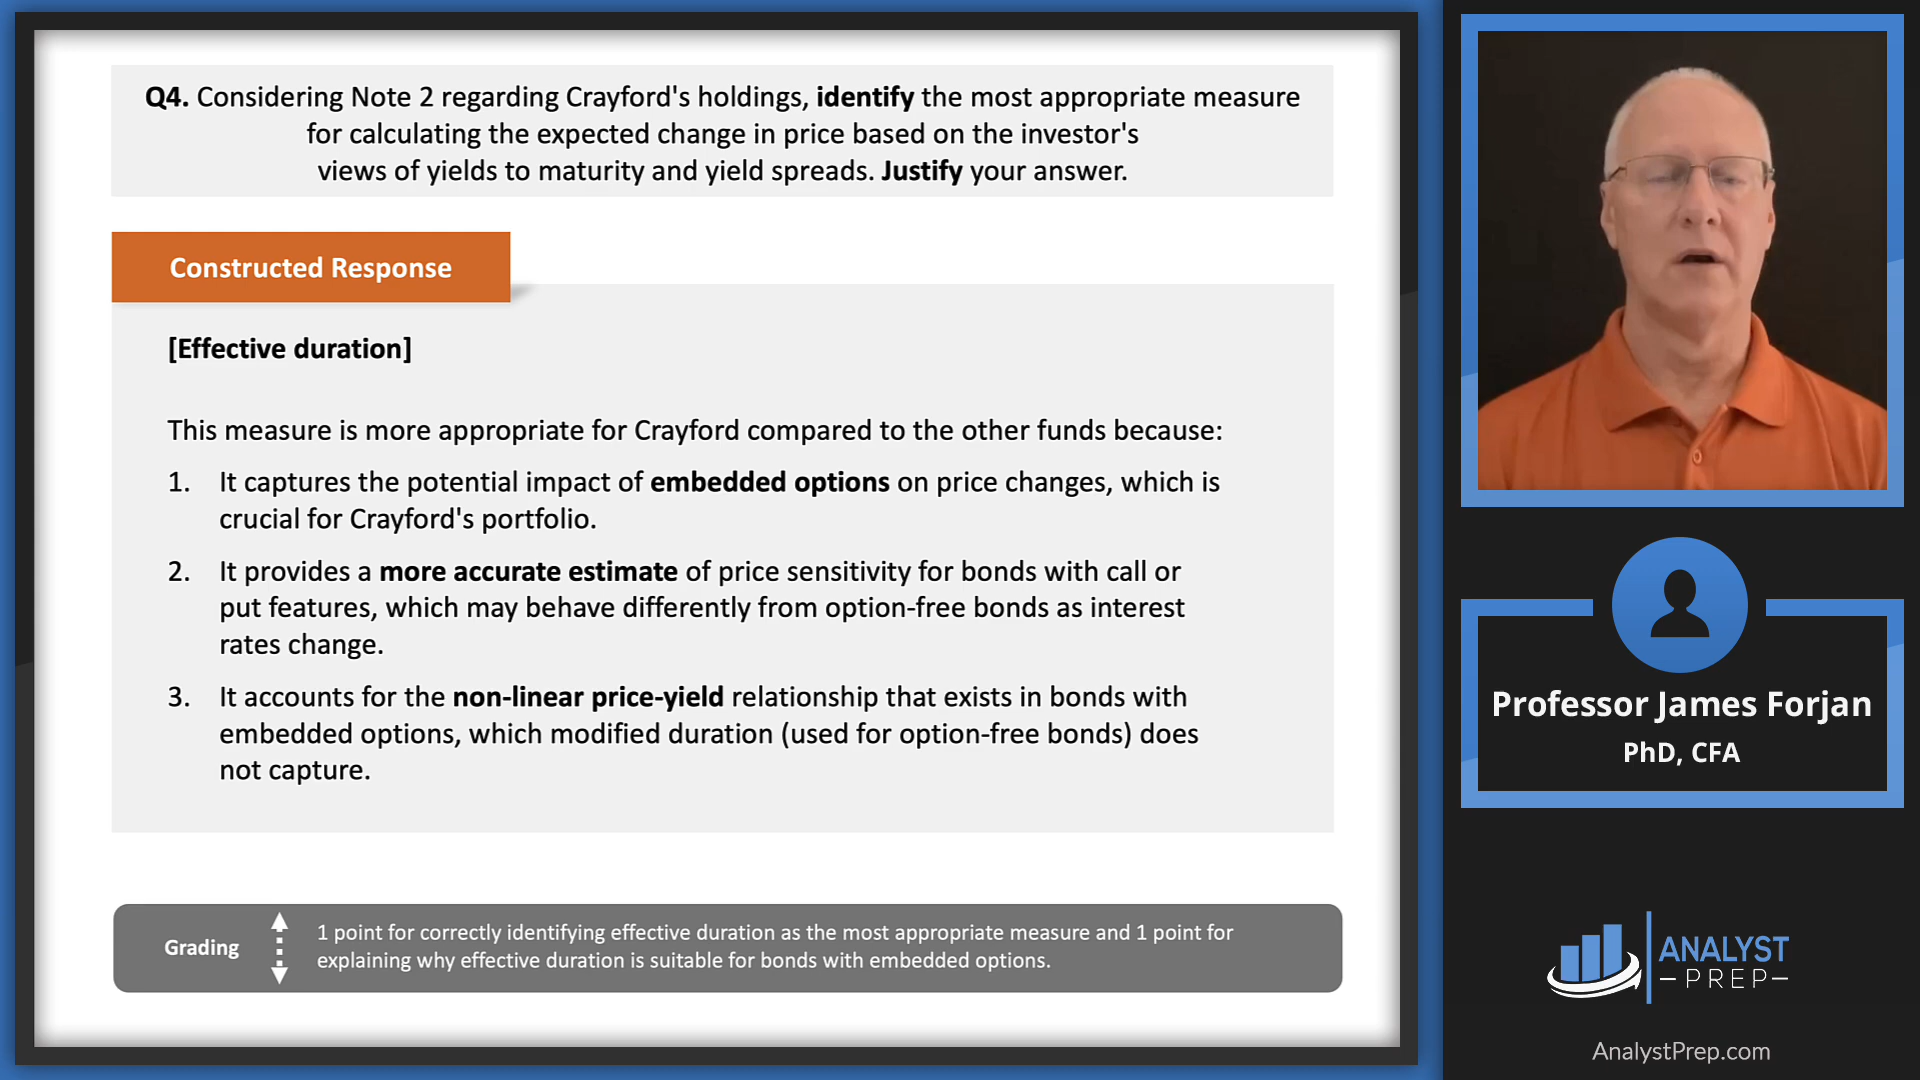 Q4. Considering Note 2 regarding Crayford's holdings, identify the most appropriate measure
for calculating the expected change in price based on the investor's
views of yields to maturity and yield spreads. Justify your answer.
Constructed Response
[Effective duration]
This measure is more appropriate for Crayford compared to the other funds because:
1. It captures the potential impact of embedded options on price changes, which is
crucial for Crayford's portfolio.
2. It provides a more accurate estimate of price sensitivity for bonds with call or
put features, which may behave differently from option-free bonds as interest
rates change.
3. It accounts for the non-linear price-yield relationship that exists in bonds with
embedded options, which modified duration (used for option-free bonds) does
not capture.
Grading
1 point for correctly identifying effective duration as the most appropriate measure and 1 point for
explaining why effective duration is suitable for bonds with embedded options.
Professor James Forjan
PhD, CFA
ANALYST
PREP
AnalystPrep.com